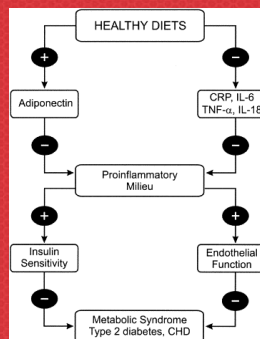 HEALTHY DIETS
+
−
Adiponectin
CRP, IL-6
TNF-α, IL-18
−
−
Proinflammatory
Milieu
+
+
Insulin
Sensitivity
Endothelial
Function
−
−
Metabolic Syndrome
Type 2 diabetes, CHD